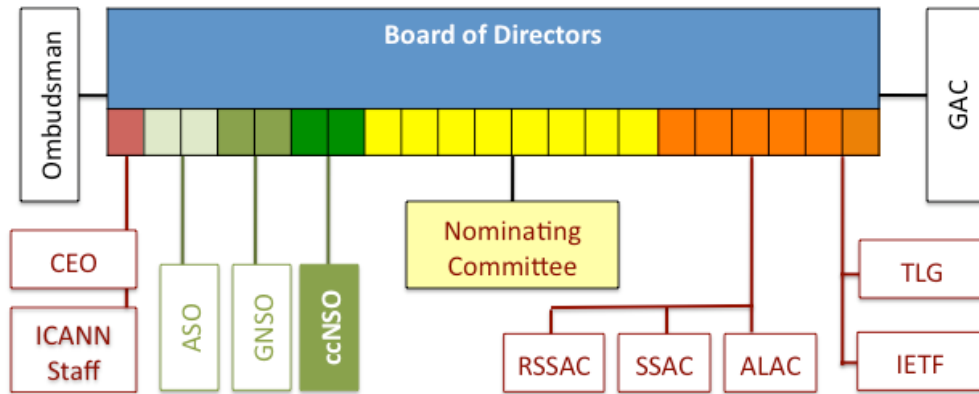 Board of Directors
Ombudsman
GAC
CEO
ICANN
Staff
ASO
GNSO
ccNSO
Nominating
Committee
RSSAC
SSAC
ALAC
TLG
IETF